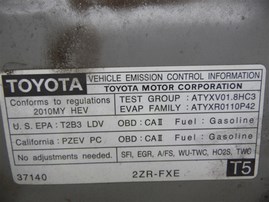 TOYOTA VEHICLE EMISSION CONTROL INFORMATION
TOYOTA MOTOR CORPORATION
Conforms to regulations TEST GROUP : ATYXV01.8HC3
2010MY HEV EVAP FAMILY : ATYXR0110P42
U.S. EPA : T2B3 LDV OBD: CAII Fuel: Gasoline
California: PZEV PC OBD: CAII Fuel: Gasoline
No adjustments needed. SFI, EGR, A/FS, WU-TWC, HO2S, TWC
37140 2ZR-FXE T5